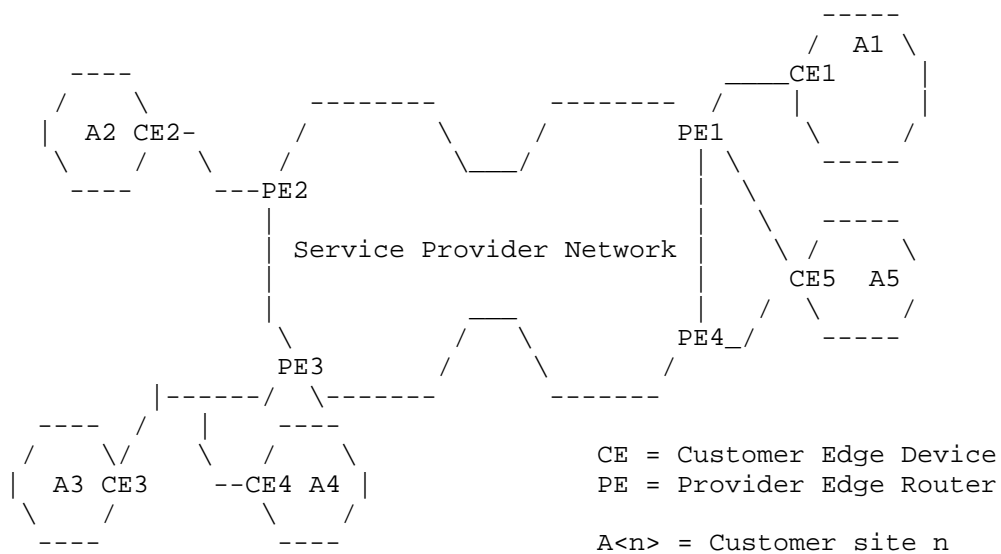 A1
CE1
A2 CE2
PE1
PE2
Service Provider Network
CE5 A5
PE4
PE3
CE = Customer Edge Device
A3 CE3 CE4 A4 PE = Provider Edge Router
A<n> = Customer site n